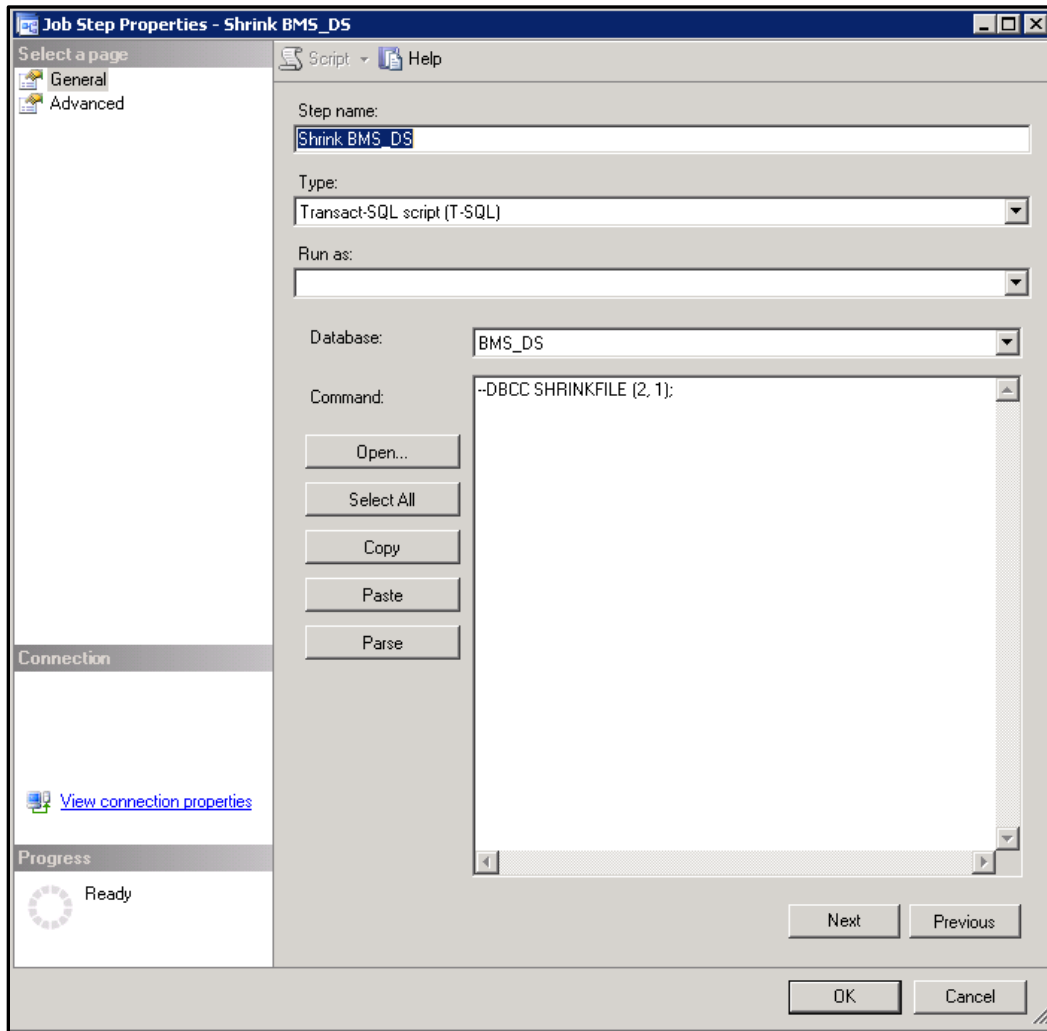 Job Step Properties - Shrink BMS_DS
Select a page
General
Advanced
Script
Help
Step name:
Shrink BMS_DS
Type:
Transact-SQL script (T-SQL)
Run as:
Database:
BMS_DS
Command:
--DBCC SHRINKFILE (2, 1);
Open...
Select All
Copy
Paste
Parse
Connection
View connection properties
Progress
Ready
Next
Previous
OK
Cancel